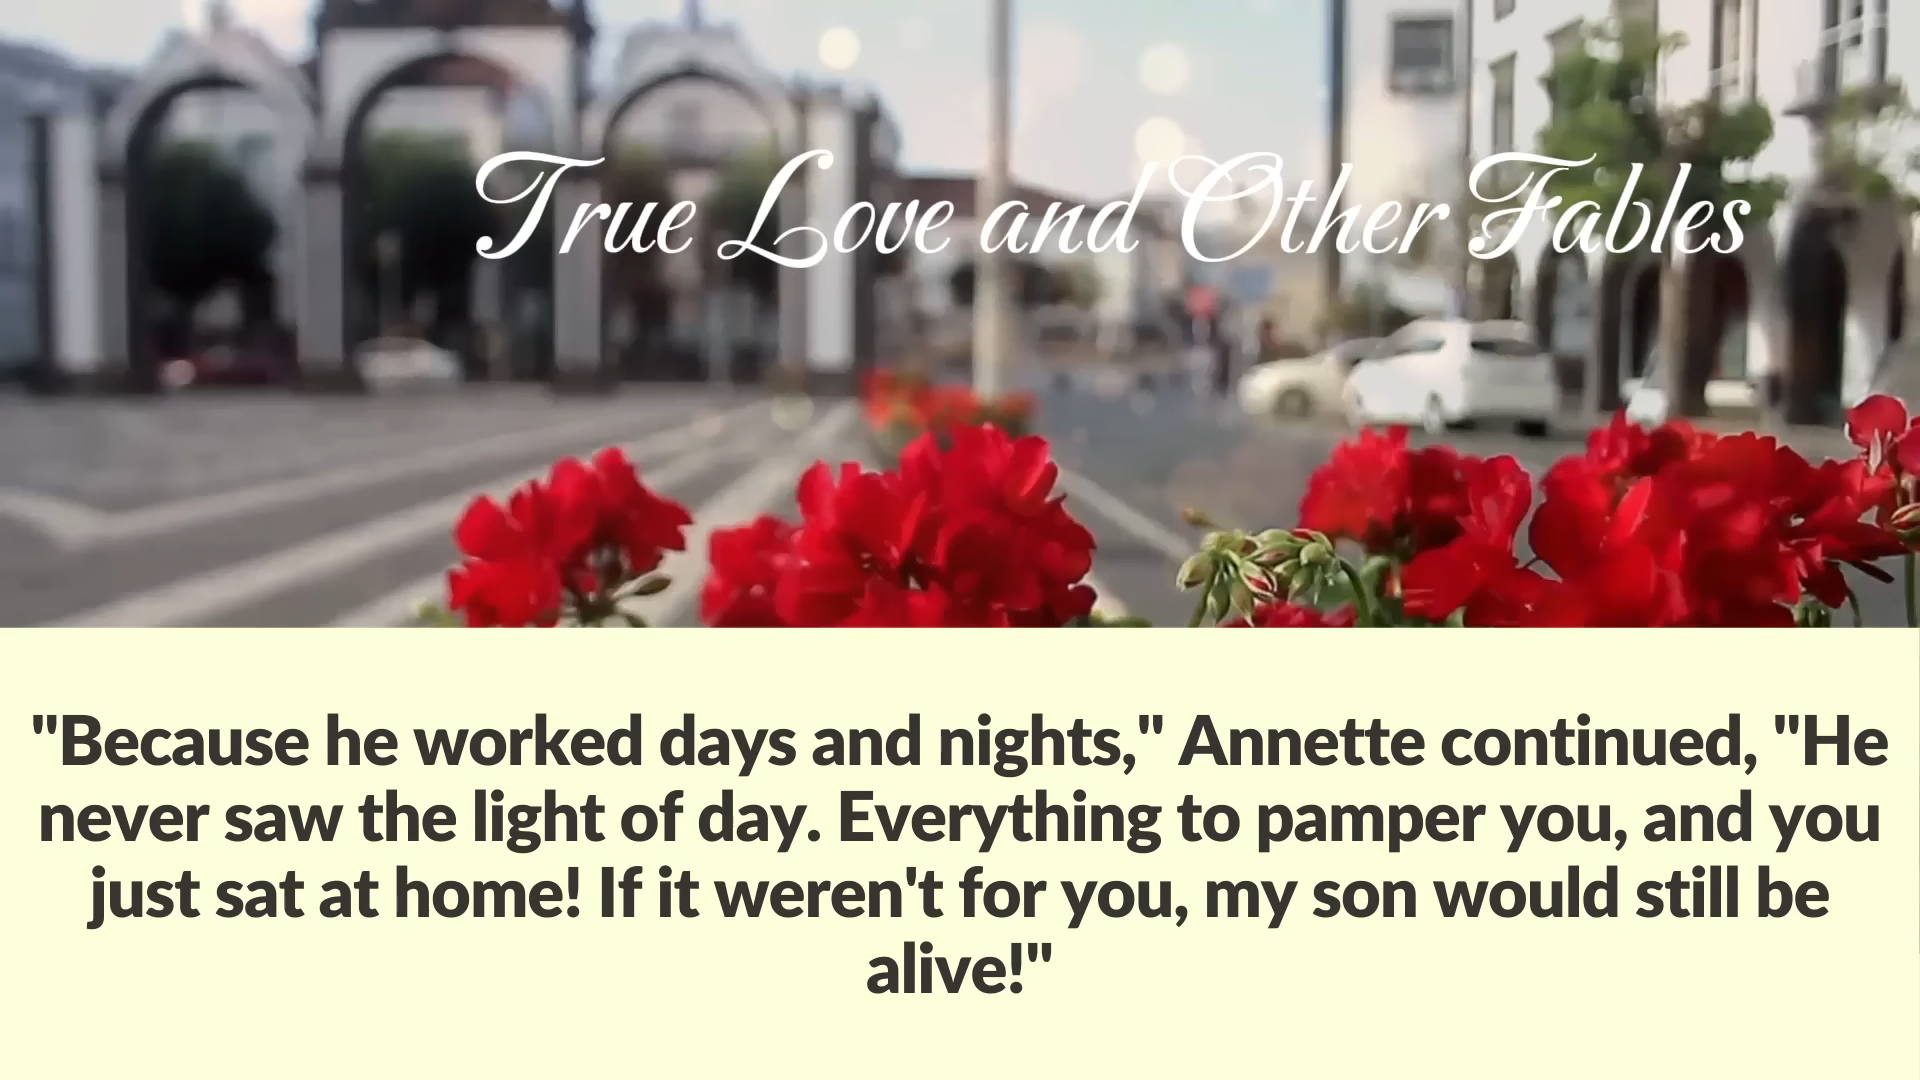 True Love and Other Fables
"Because he worked days and nights," Annette continued, "He
never saw the light of day. Everything to pamper you, and you
just sat at home! If it weren't for you, my son would still be
alive!"